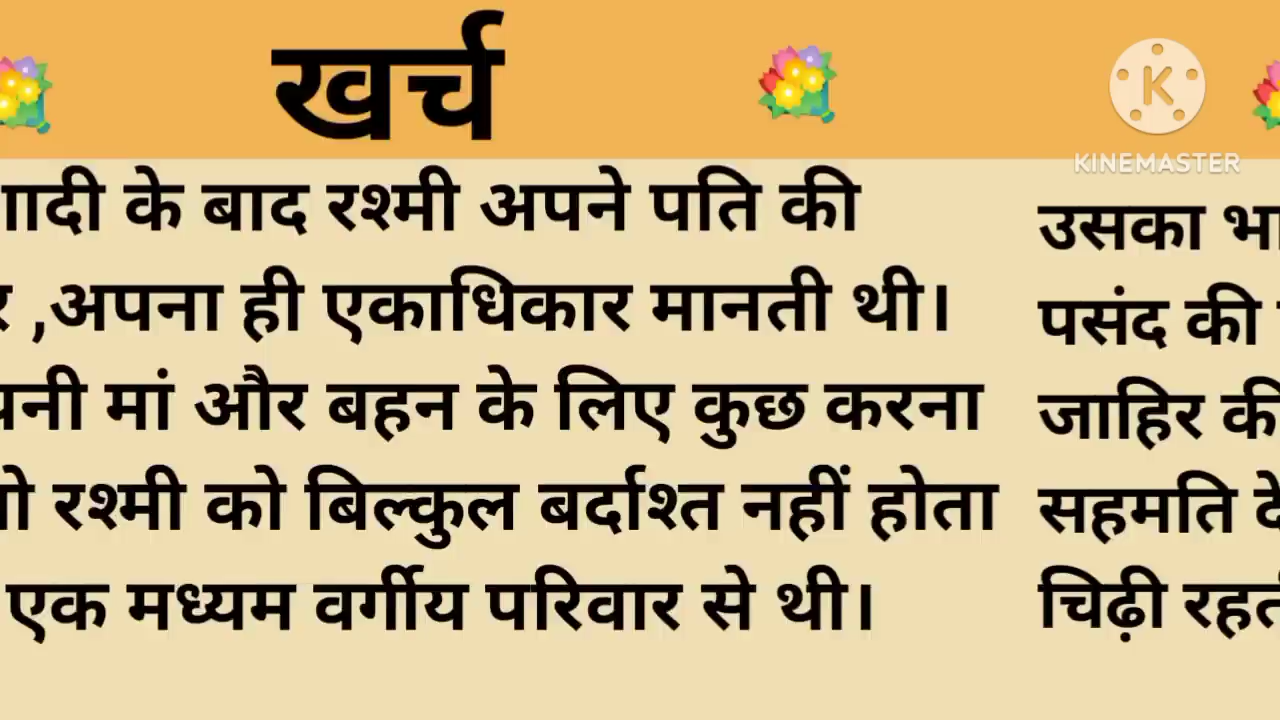 खर्च
KINEMASTER
के बाद रश्मी अपने पति की
,अपना ही एकाधिकार मानती थी।
मां और बहन के लिए कुछ करना
रश्मी को बिल्कुल बर्दाश्त नहीं होता
एक मध्यम वर्गीय परिवार से थी।
उसका
पसंद की
जाहिर
सहमति
चिढ़ी